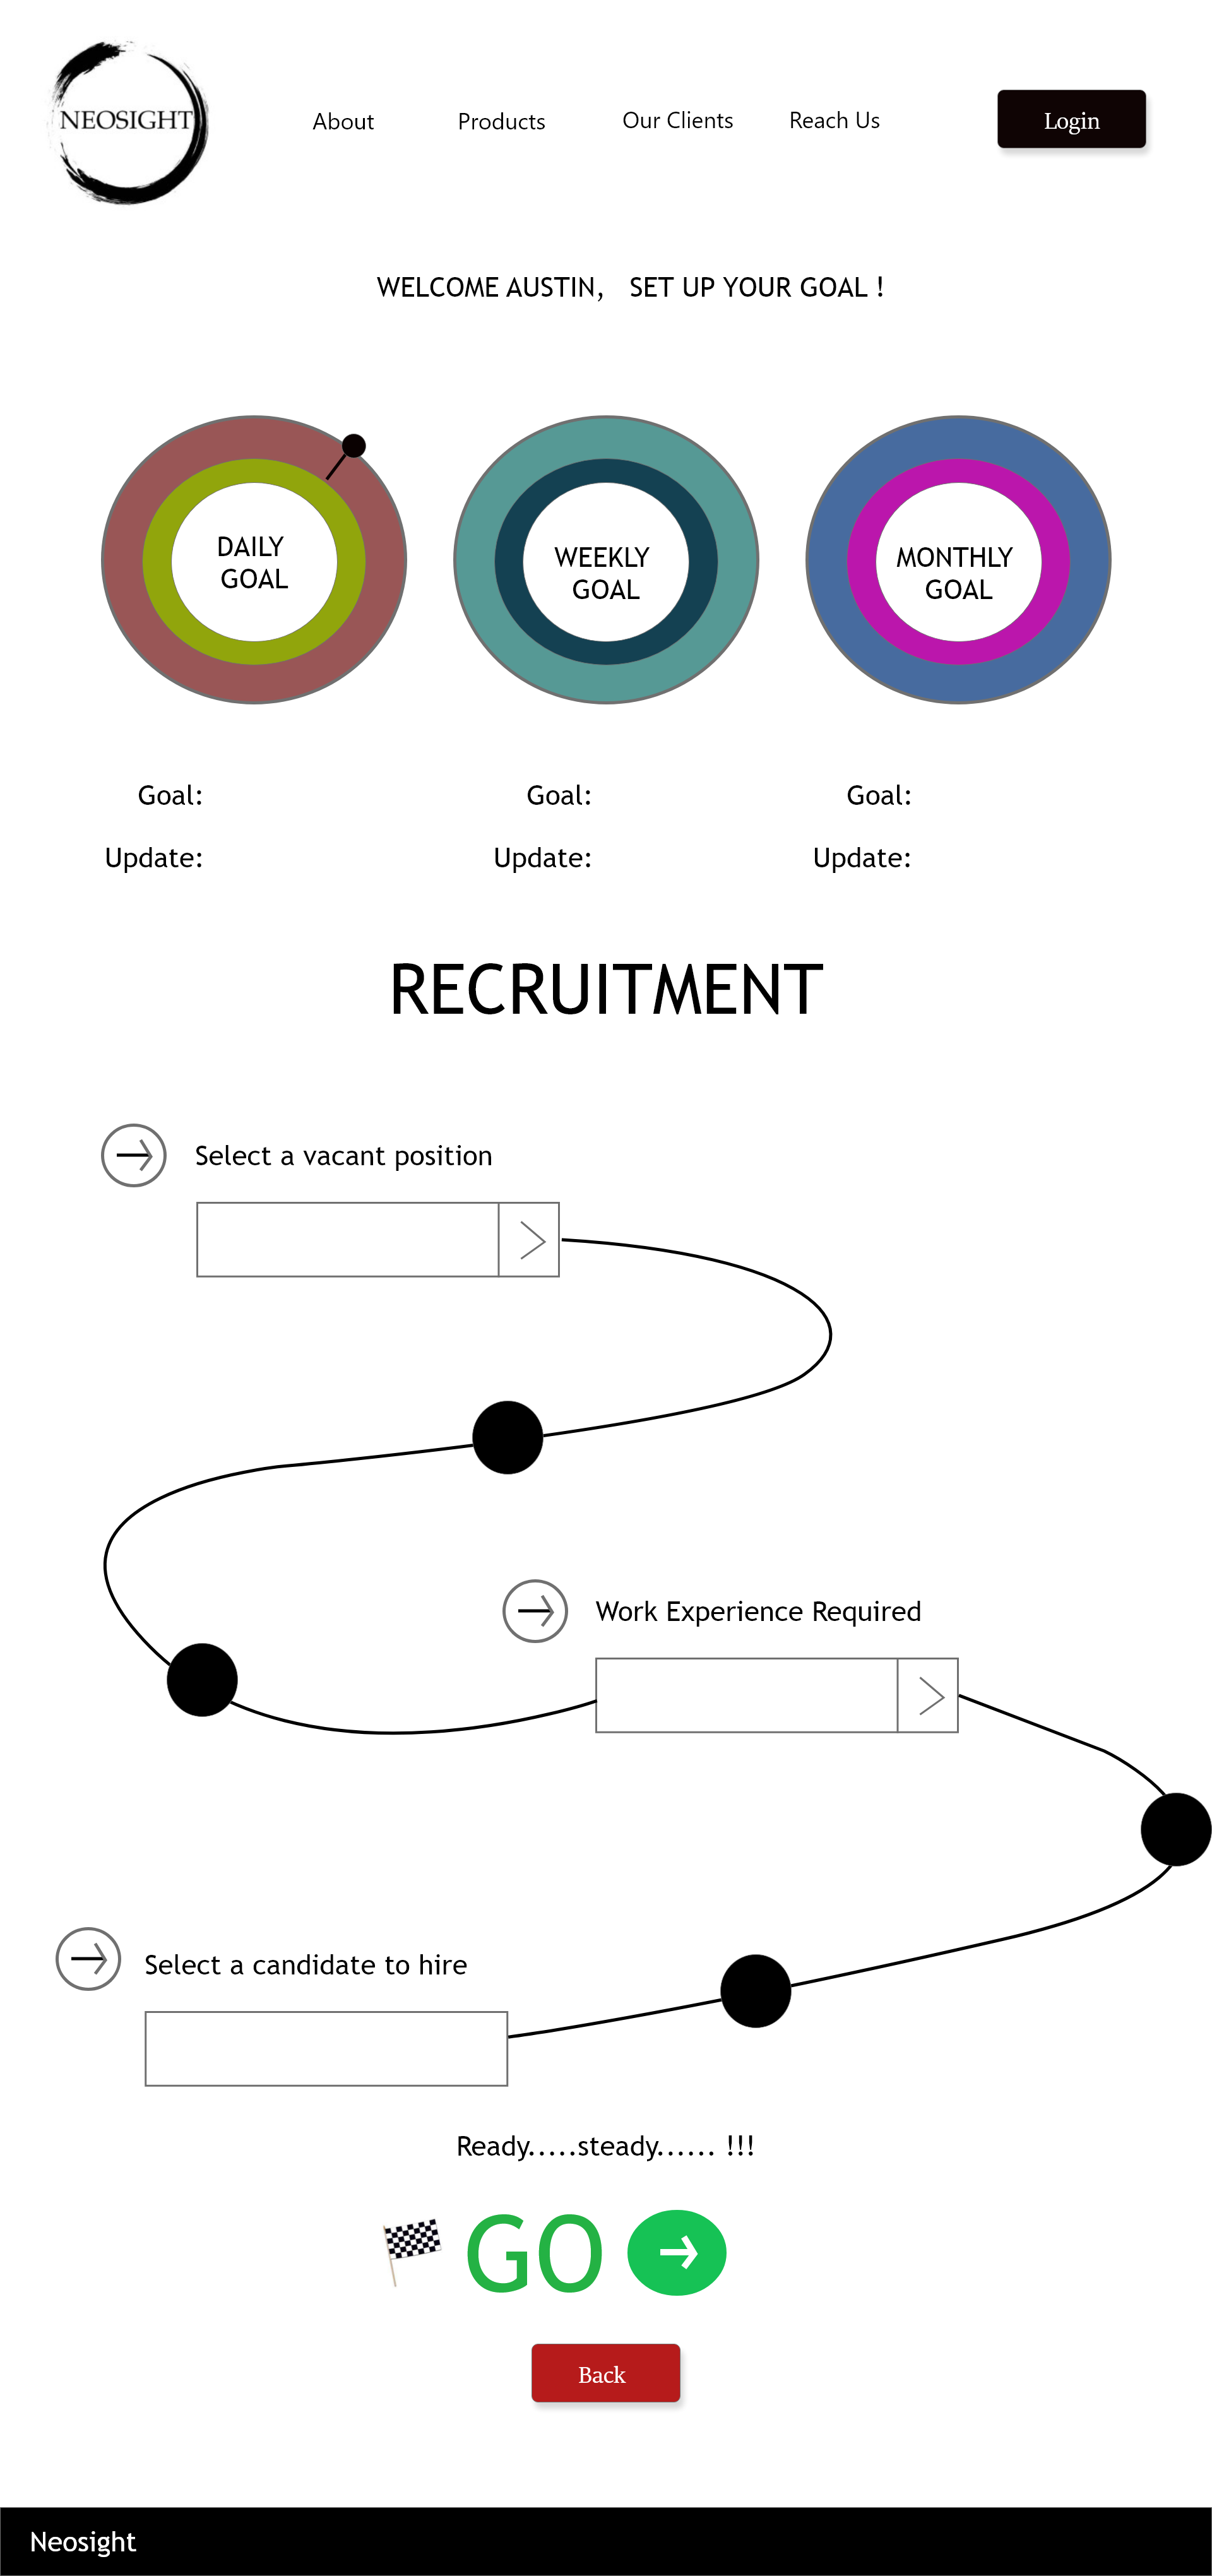 NEOSIGHT
About
Products
Our Clients
Reach Us
Login
WELCOME AUSTIN, SET UP YOUR GOAL !
DAILY
GOAL
WEEKLY
GOAL
MONTHLY
GOAL
Goal:
Goal:
Goal:
Update:
Update:
Update:
RECRUITMENT
Select a vacant position
Work Experience Required
Select a candidate to hire
Ready.....steady...... !!!
GO
Back
Neosight